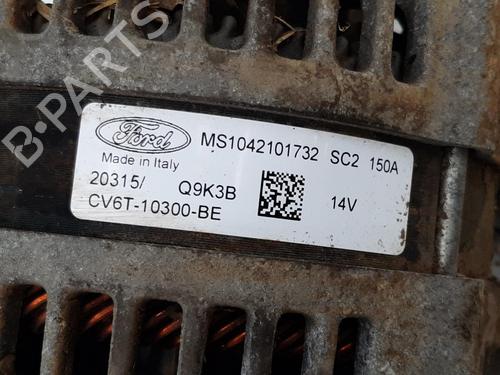 B-PARTS
Ford MS1042101732 SC2 150A
Made in Italy
20315/ Q9K3B 14V
CV6T-10300-BE